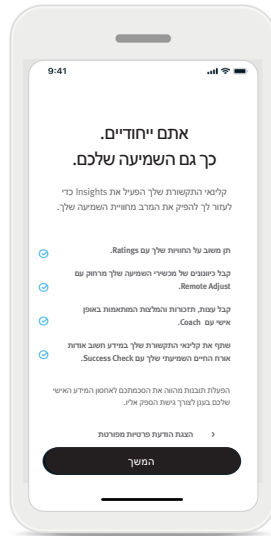 9:41
אתם ייחודיים.
כך גם השמיעה שלכם.
קלינאי התקשורת שלך הפעיל את Insights כדי
לעזור לך להפיק את המרב מחוויית השמיעה שלך.
תן משוב על החוויות שלך עם Ratings.
קבל כיוונונים של מכשירי השמיעה שלך מרחוק עם
Remote Adjust.
קבל עצות, תזכורות והמלצות המותאמות באופן
אישי עם Coach.
שתף את קלינאי התקשורת שלך במידע חשוב אודות
אורח החיים השמיעתי שלך עם Success Check.
הפעלת תובנות מהווה את הסכמתכם לאחסון המידע האישי
שלכם בענן לצורך גישת הספק אליו.
הצגת הודעת פרטיות מפורטת
המשך